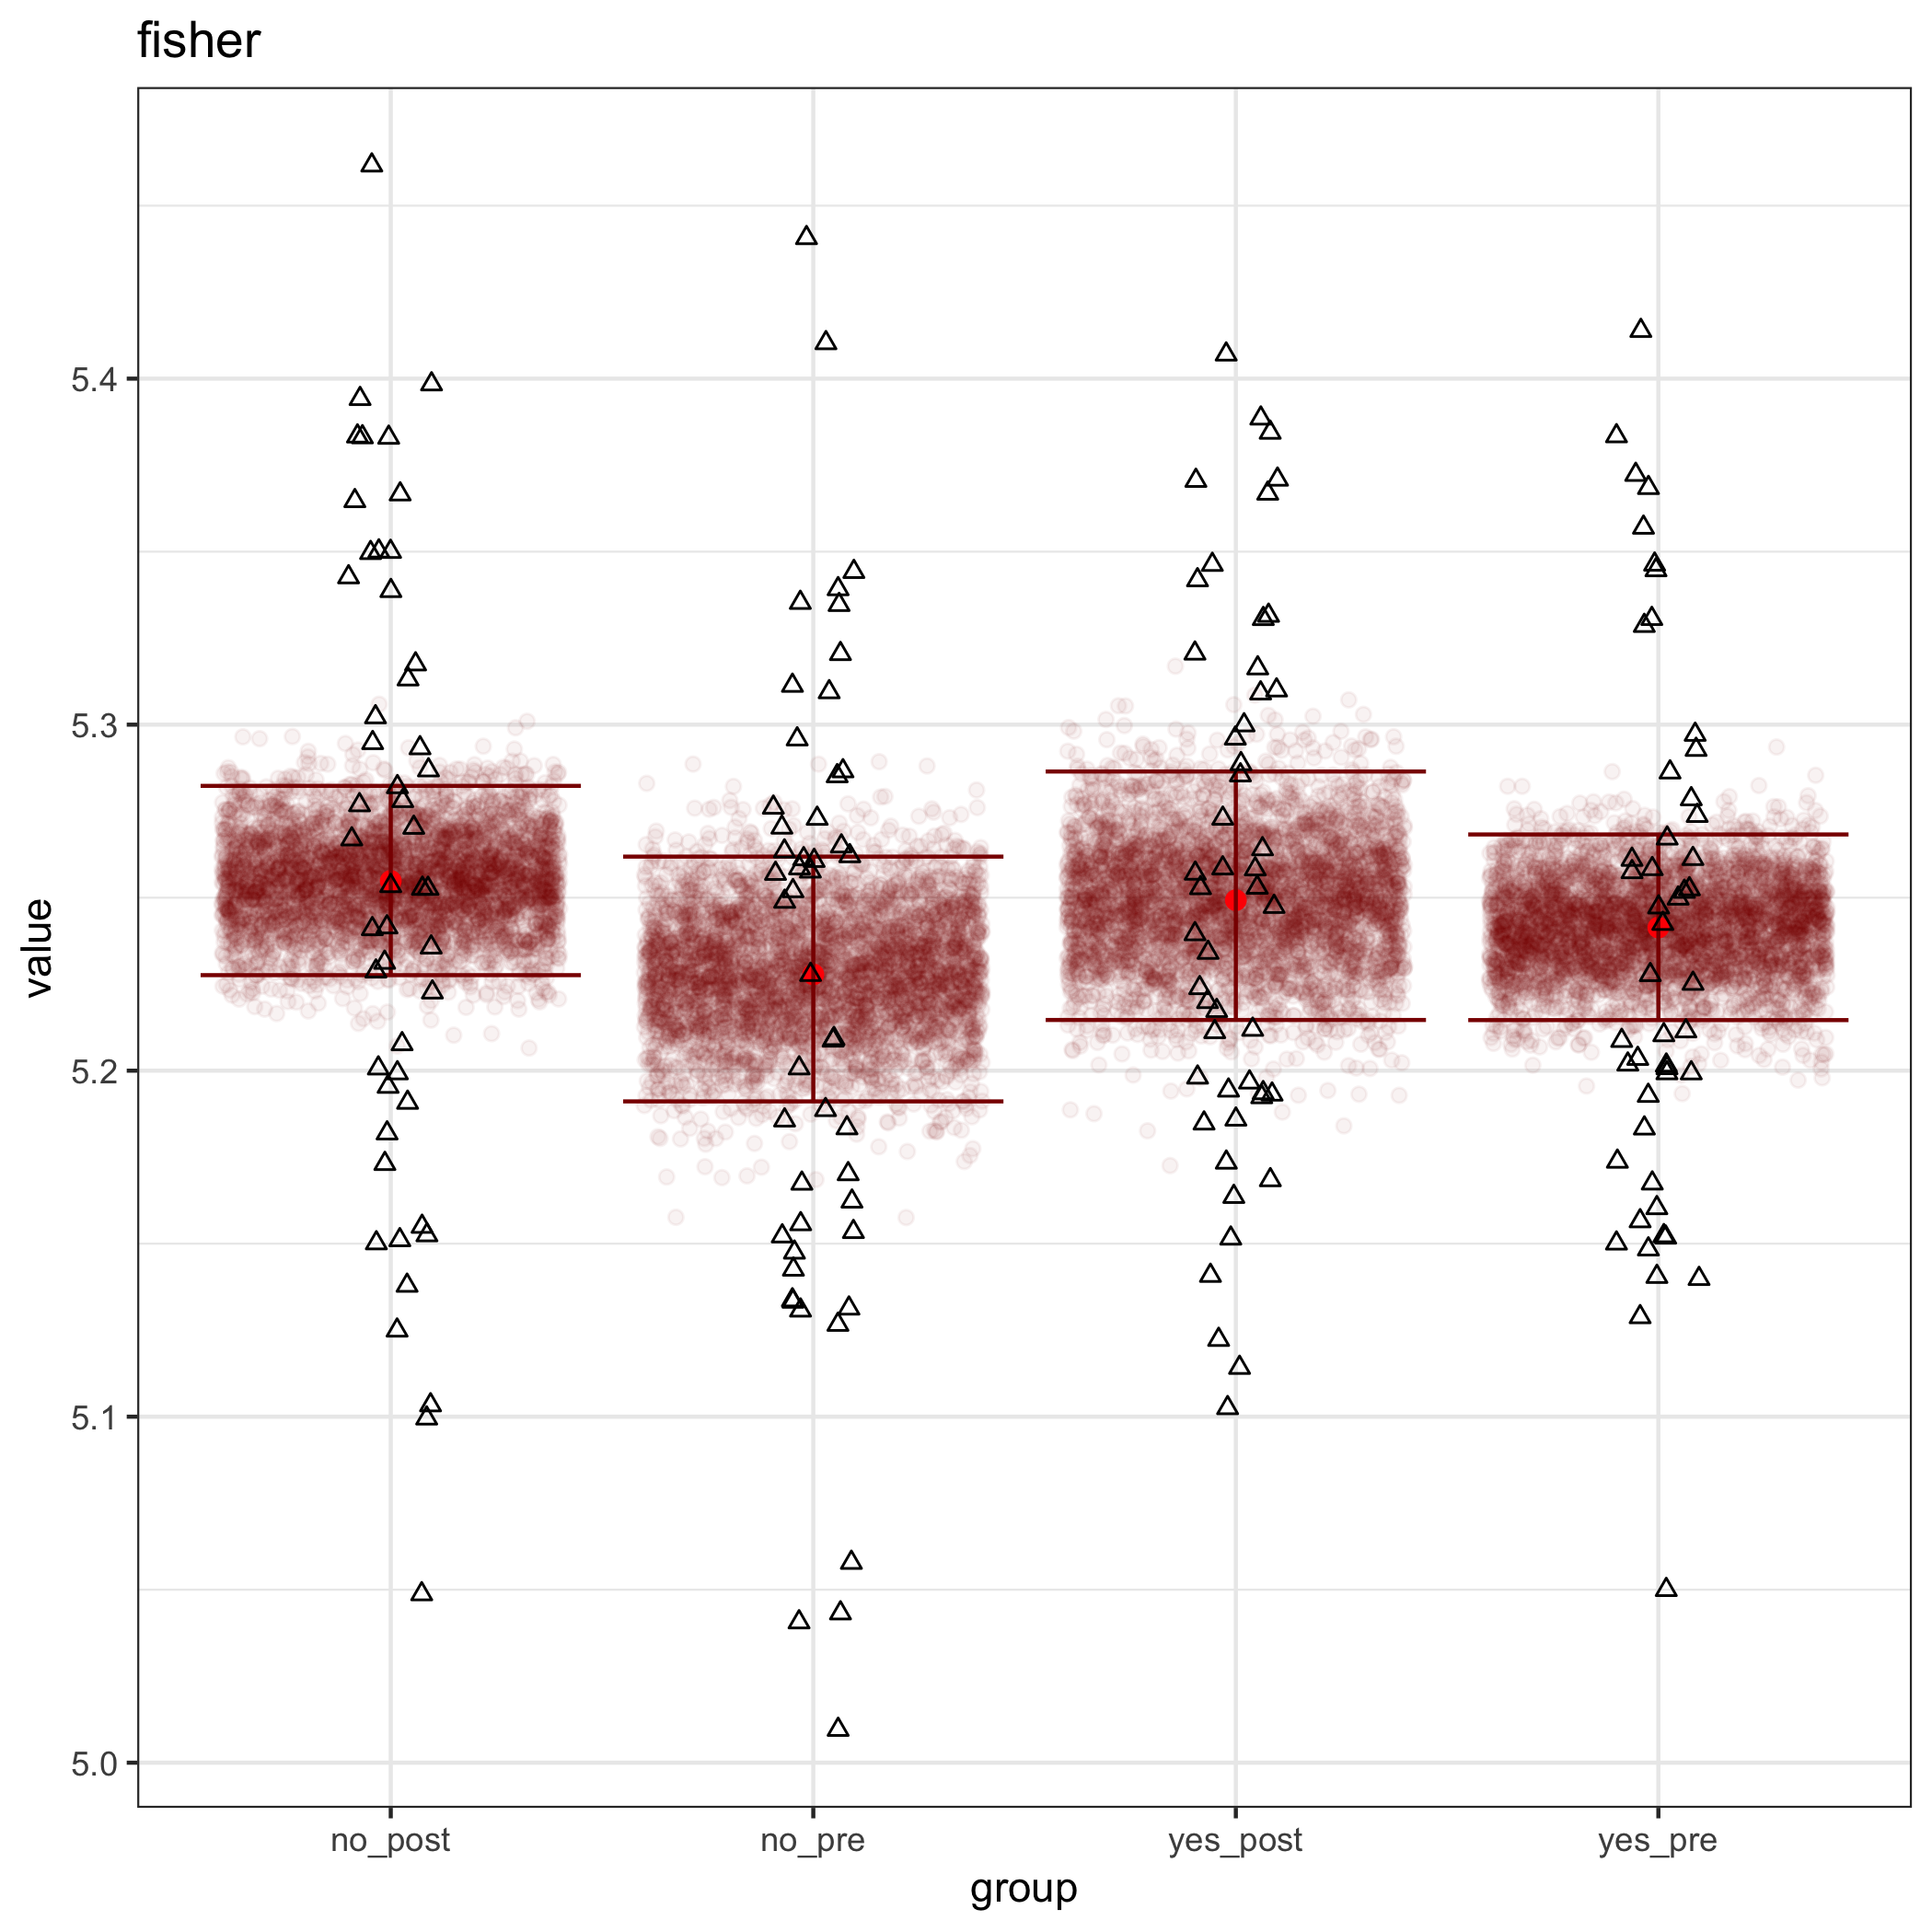 fisher
value
5.4
5.3
5.2
5.1
5.0
no_post no_pre yes_post yes_pre
group